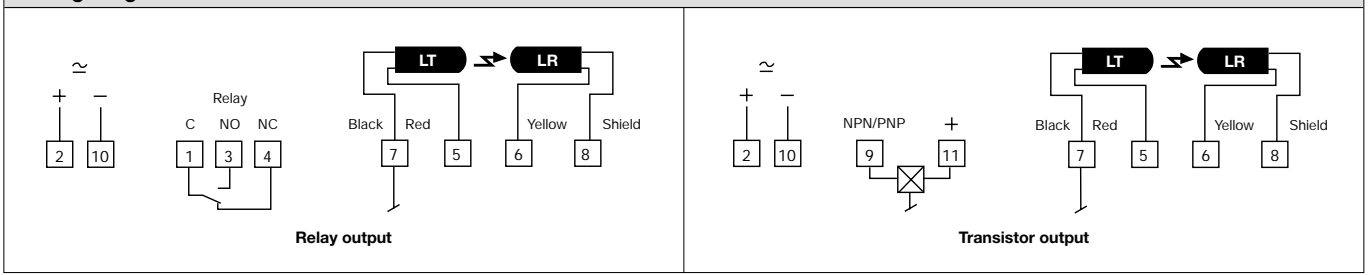 LT LR
≃
+ − Relay
C NO NC Black Red Yellow Shield
2 10 1 3 4 7 5 6 8
Relay output
LT LR
≃
+ − NPN/PNP + Black Red Yellow Shield
2 10 9 11 7 5 6 8
Transistor output